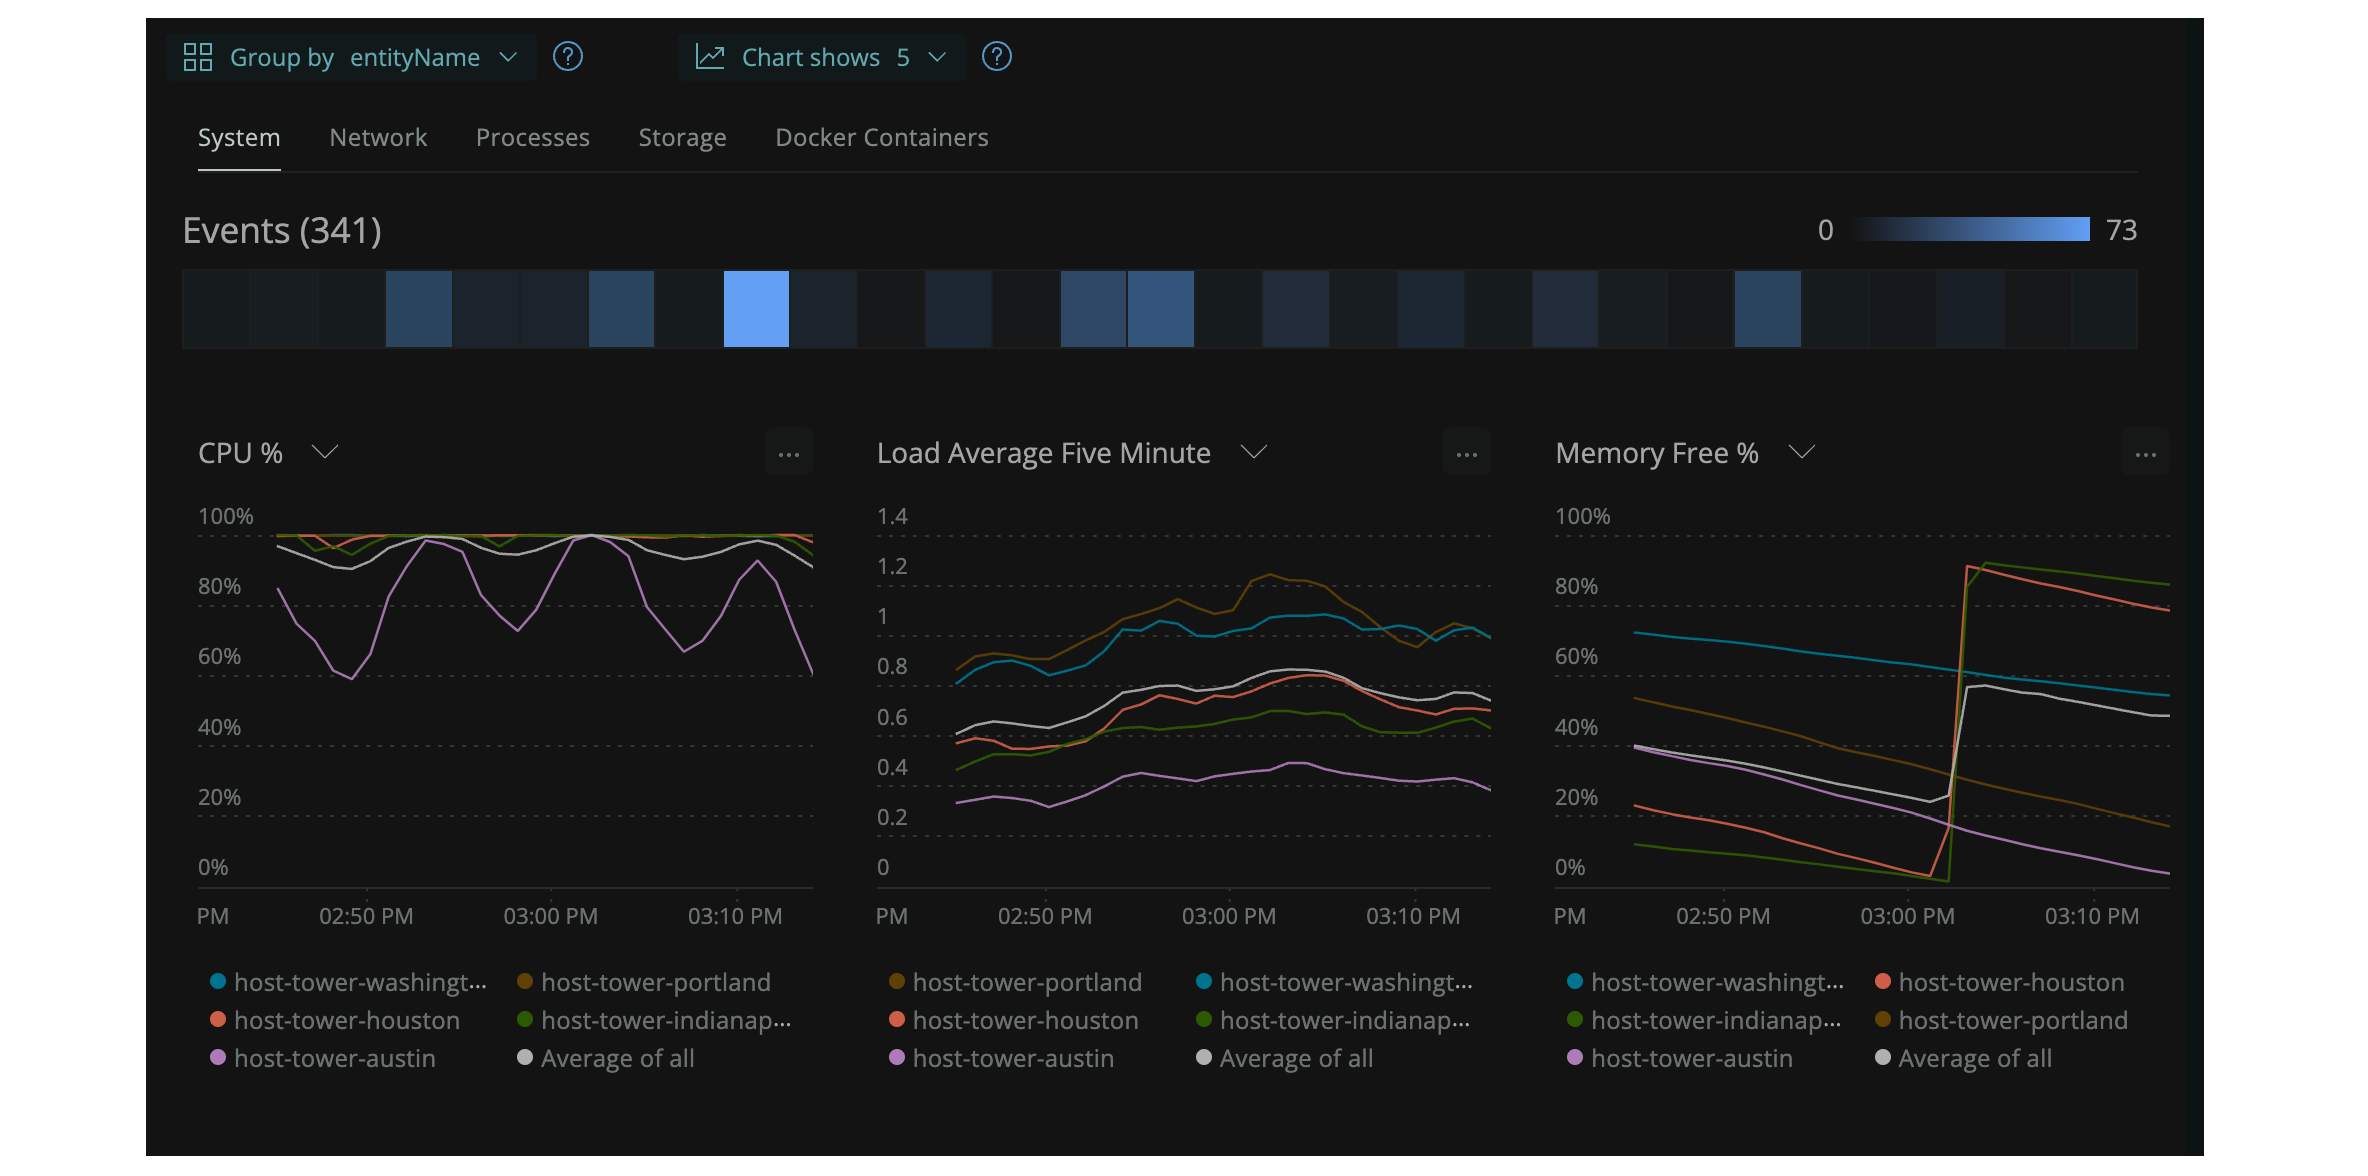 Group by entityName ? Chart shows 5 ?
System Network Processes Storage Docker Containers
Events (341) 0 73
CPU % ...
100%
80%
60%
40%
20%
0%
PM 02:50 PM 03:00 PM 03:10 PM
host-tower-washingt... host-tower-portland
host-tower-houston host-tower-indianap...
host-tower-austin Average of all
Load Average Five Minute ...
1.4
1.2
1
0.8
0.6
0.4
0.2
0
PM 02:50 PM 03:00 PM 03:10 PM
host-tower-portland host-tower-washingt...
host-tower-houston host-tower-indianap...
host-tower-austin Average of all
Memory Free % ...
100%
80%
60%
40%
20%
0%
PM 02:50 PM 03:00 PM 03:10 PM
host-tower-washingt... host-tower-houston
host-tower-indianap... host-tower-portland
host-tower-austin Average of all